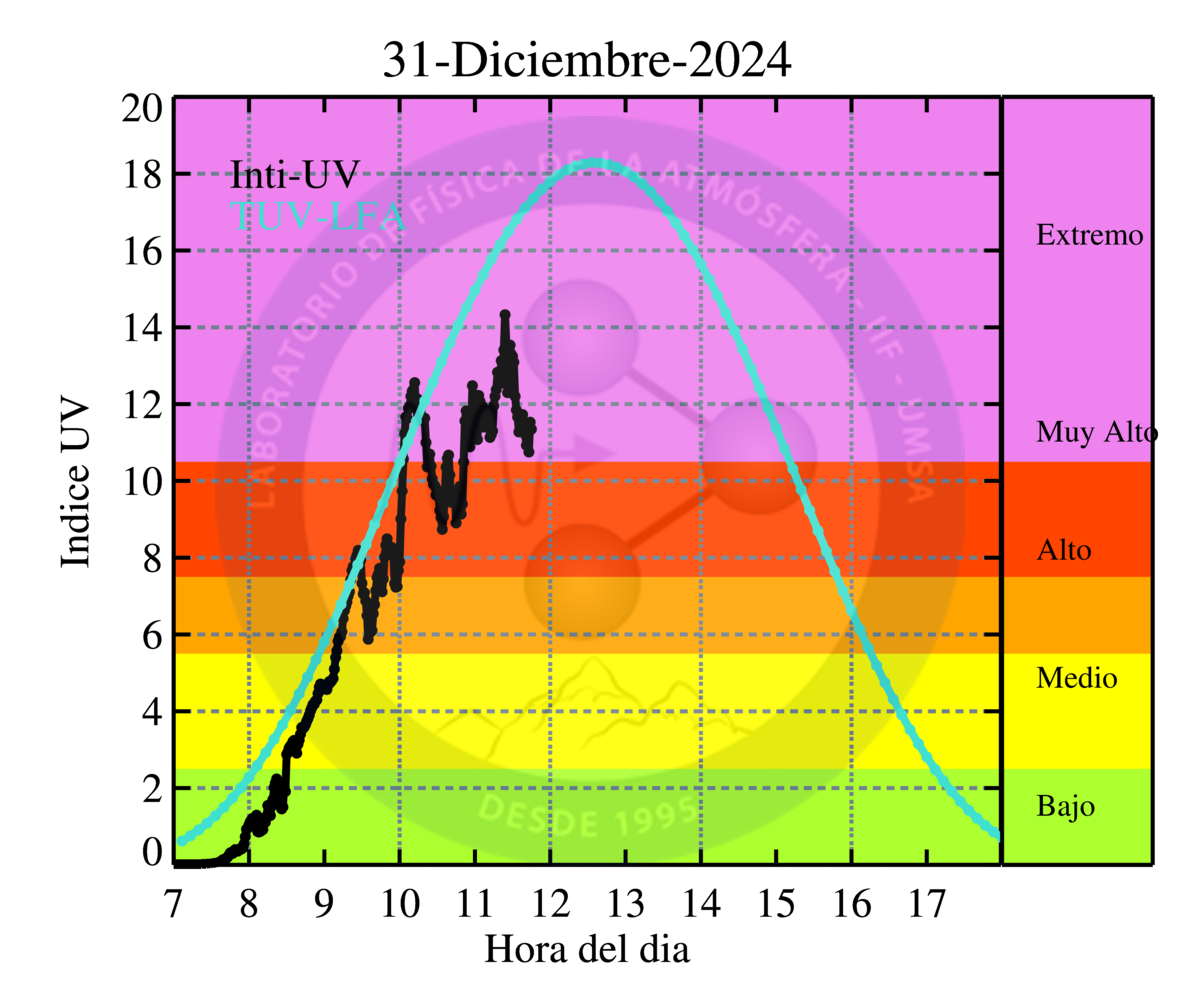 31-Diciembre-2024
Inti-UV
TUV-LFA
LABORATORIO DE FÍSICA DE LA ATMÓSFERA - IIF - UMSA
DESDE 1995
Extremo
Muy Alto
Alto
Medio
Bajo
Indice UV
20
18
16
14
12
10
8
6
4
2
0
7 8 9 10 11 12 13 14 15 16 17
Hora del dia